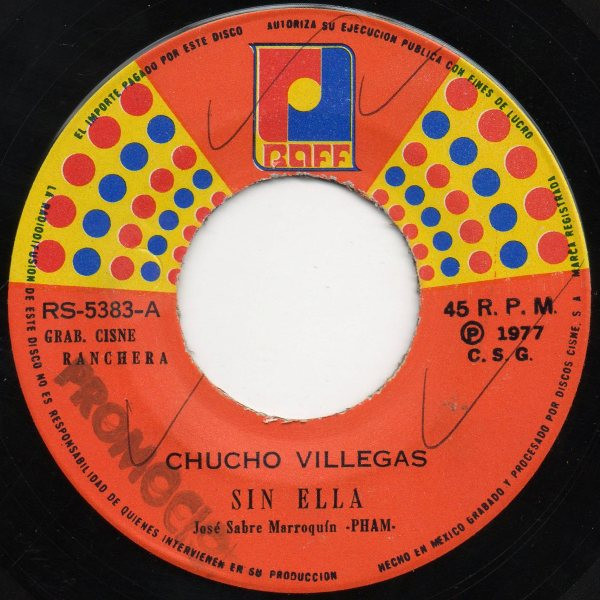 EL IMPORTE PAGADO POR ESTE DISCO AUTORIZA SU EJECUCION PUBLICA CON FINES DE LUCRO
RAFF
LA RADIODIFUSION DE ESTE DISCO NO ES RESPONSABILIDAD DE QUIENES INTERVIENEN EN SU PRODUCCION
MARCA REGISTRADA
HECHO EN MEXICO GRABADO Y PROCESADO POR DISCOS CISNE, S A
RS-5383-A
GRAB. CISNE
RANCHERA
45 R. P. M.
℗ 1977
C. S. G.
CHUCHO VILLEGAS
SIN ELLA
José Sabre Marroquín -PHAM-